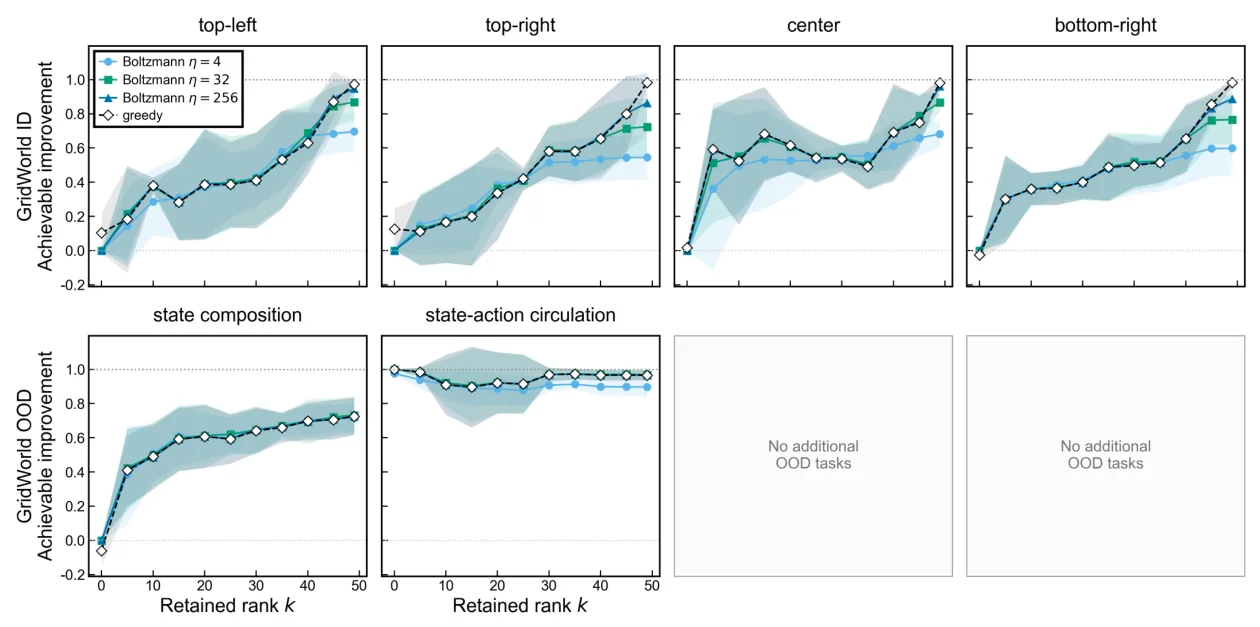 top-left
top-right
center
bottom-right
Boltzmann η = 4
Boltzmann η = 32
Boltzmann η = 256
greedy
GridWorld ID
Achievable improvement
1.0
0.8
0.6
0.4
0.2
0.0
-0.2
state composition
state-action circulation
GridWorld OOD
Achievable improvement
1.0
0.8
0.6
0.4
0.2
0.0
-0.2
No additional
OOD tasks
No additional
OOD tasks
0 10 20 30 40 50
0 10 20 30 40 50
Retained rank k
Retained rank k